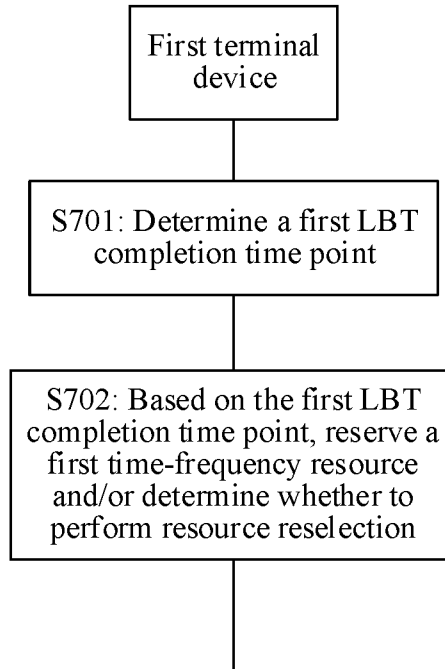 First terminal
device
S701: Determine a first LBT
completion time point
S702: Based on the first LBT
completion time point, reserve a
first time-frequency resource
and/or determine whether to
perform resource reselection